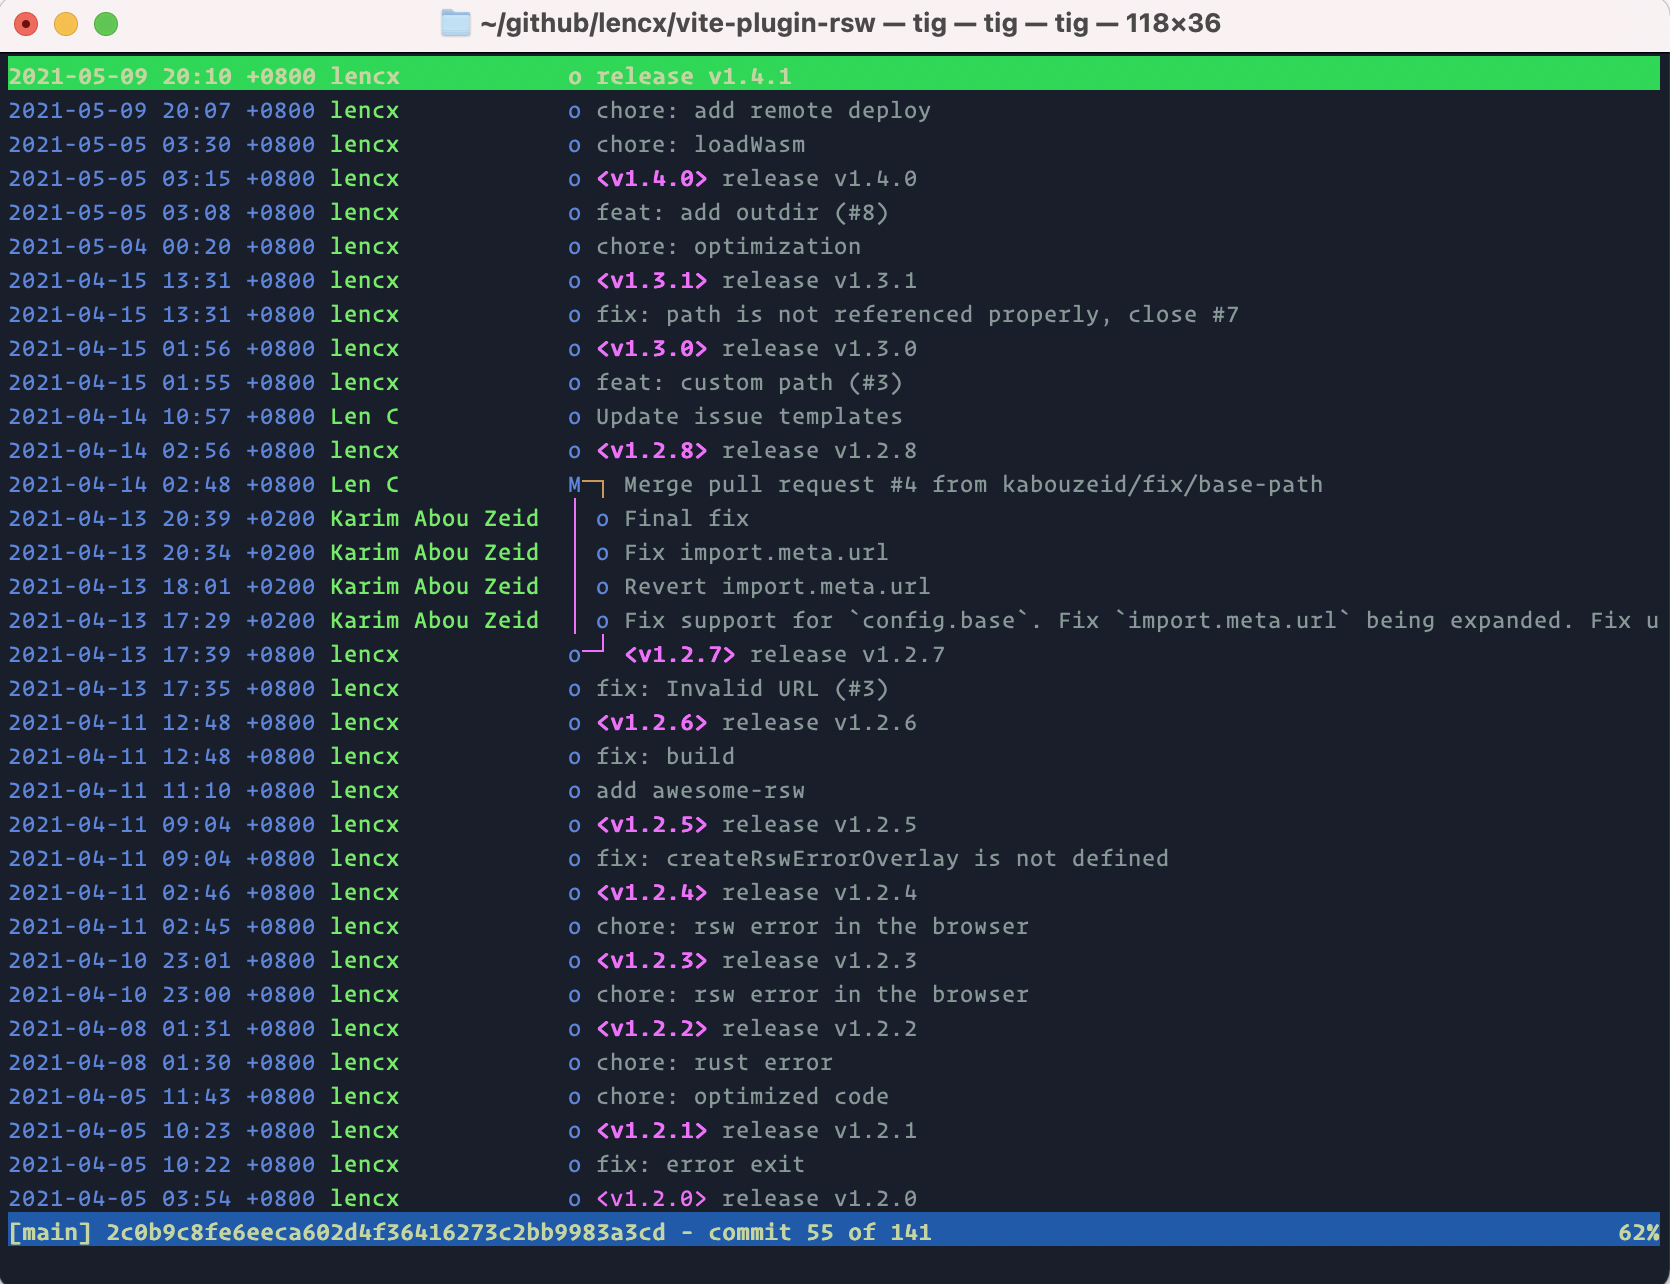 ~/github/lencx/vite-plugin-rsw — tig — tig — tig — 118×36
2021-05-09 20:10 +0800 lencx o release v1.4.1
2021-05-09 20:07 +0800 lencx o chore: add remote deploy
2021-05-05 03:30 +0800 lencx o chore: loadWasm
2021-05-05 03:15 +0800 lencx o <v1.4.0> release v1.4.0
2021-05-05 03:08 +0800 lencx o feat: add outdir (#8)
2021-05-04 00:20 +0800 lencx o chore: optimization
2021-04-15 13:31 +0800 lencx o <v1.3.1> release v1.3.1
2021-04-15 13:31 +0800 lencx o fix: path is not referenced properly, close #7
2021-04-15 01:56 +0800 lencx o <v1.3.0> release v1.3.0
2021-04-15 01:55 +0800 lencx o feat: custom path (#3)
2021-04-14 10:57 +0800 Len C o Update issue templates
2021-04-14 02:56 +0800 lencx o <v1.2.8> release v1.2.8
2021-04-14 02:48 +0800 Len C M─┐ Merge pull request #4 from kabouzeid/fix/base-path
2021-04-13 20:39 +0200 Karim Abou Zeid │ o Final fix
2021-04-13 20:34 +0200 Karim Abou Zeid │ o Fix import.meta.url
2021-04-13 18:01 +0200 Karim Abou Zeid │ o Revert import.meta.url
2021-04-13 17:29 +0200 Karim Abou Zeid │ o Fix support for `config.base`. Fix `import.meta.url` being expanded. Fix u
2021-04-13 17:39 +0800 lencx o─┘ <v1.2.7> release v1.2.7
2021-04-13 17:35 +0800 lencx o fix: Invalid URL (#3)
2021-04-11 12:48 +0800 lencx o <v1.2.6> release v1.2.6
2021-04-11 12:48 +0800 lencx o fix: build
2021-04-11 11:10 +0800 lencx o add awesome-rsw
2021-04-11 09:04 +0800 lencx o <v1.2.5> release v1.2.5
2021-04-11 09:04 +0800 lencx o fix: createRswErrorOverlay is not defined
2021-04-11 02:46 +0800 lencx o <v1.2.4> release v1.2.4
2021-04-11 02:45 +0800 lencx o chore: rsw error in the browser
2021-04-10 23:01 +0800 lencx o <v1.2.3> release v1.2.3
2021-04-10 23:00 +0800 lencx o chore: rsw error in the browser
2021-04-08 01:31 +0800 lencx o <v1.2.2> release v1.2.2
2021-04-08 01:30 +0800 lencx o chore: rust error
2021-04-05 11:43 +0800 lencx o chore: optimized code
2021-04-05 10:23 +0800 lencx o <v1.2.1> release v1.2.1
2021-04-05 10:22 +0800 lencx o fix: error exit
2021-04-05 03:54 +0800 lencx o <v1.2.0> release v1.2.0
[main] 2c0b9c8fe6eeca602d4f36416273c2bb9983a3cd - commit 55 of 141 62%